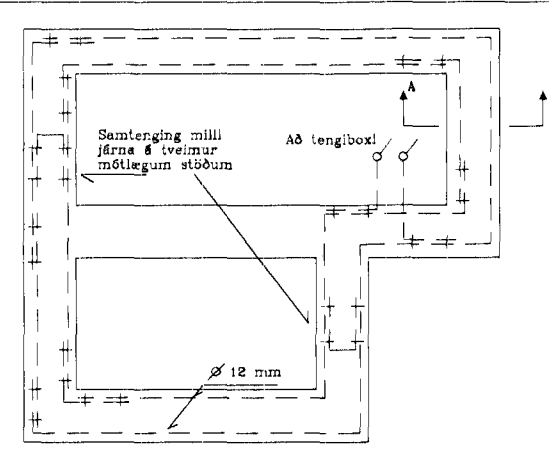 A
Samtenging milli
járna á tveimur
mótlægum stöðum
Að tengiboxi
Ø 12 mm